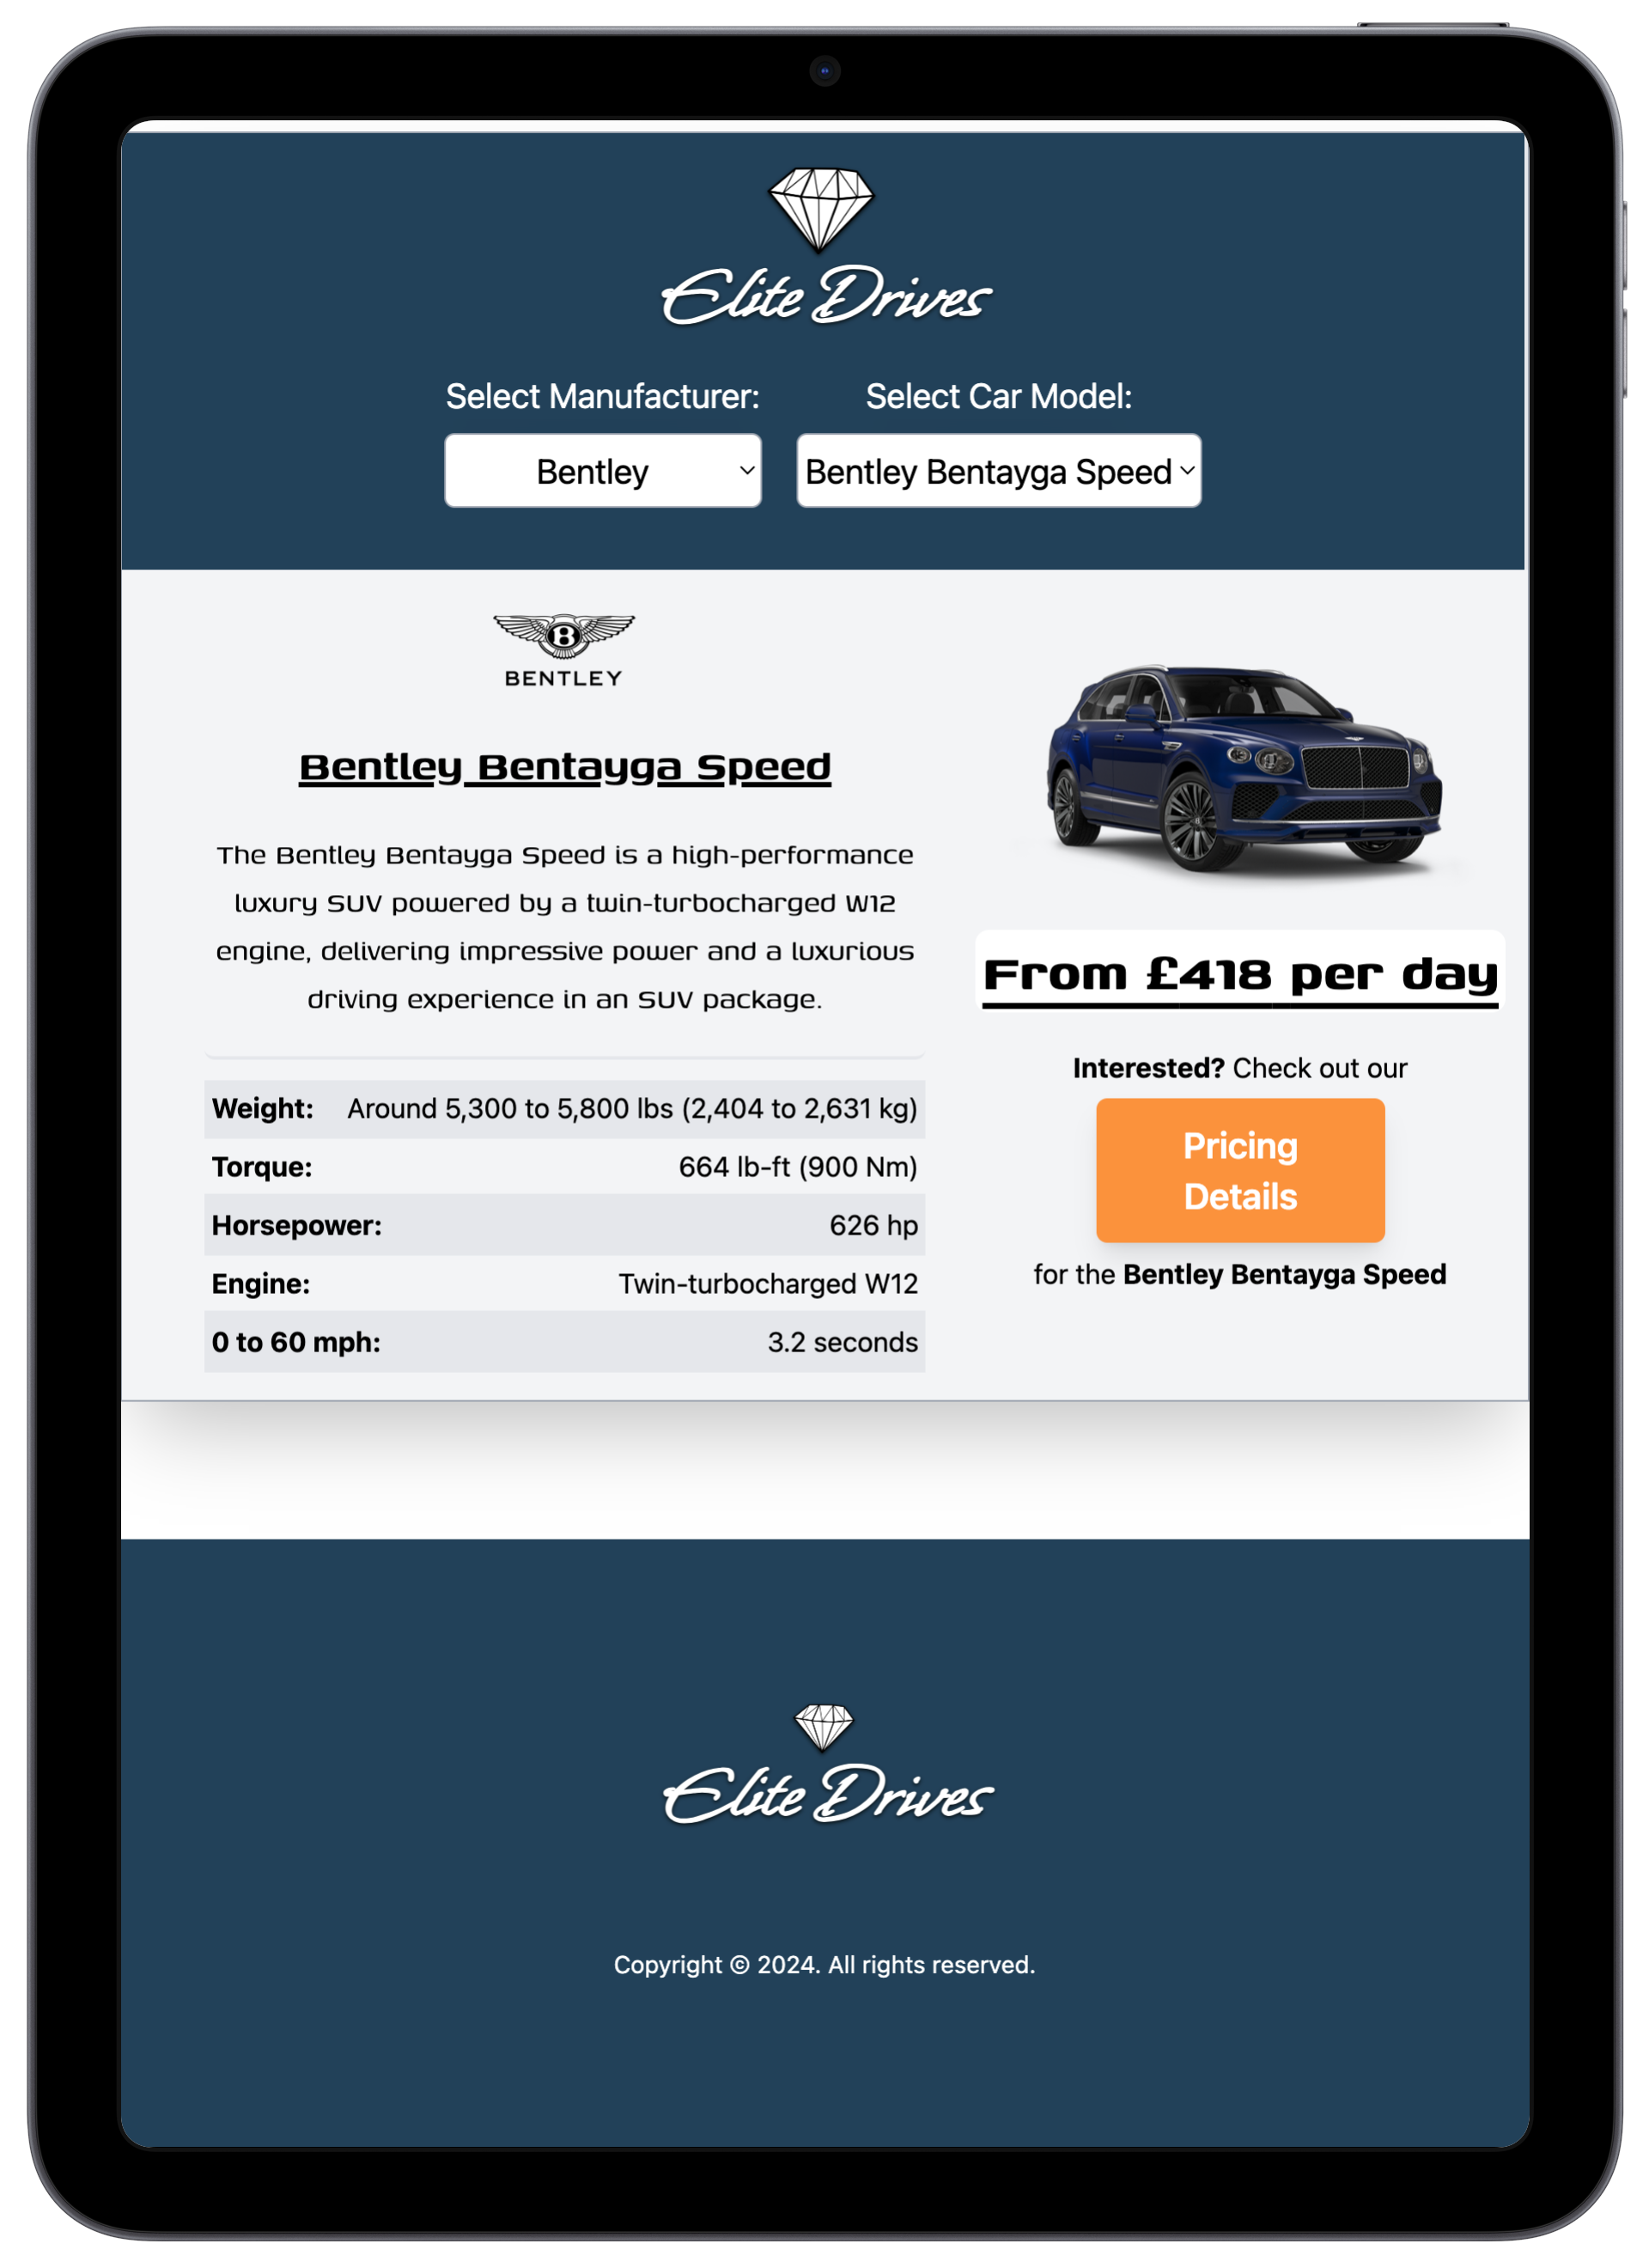 Elite Drives
Select Manufacturer:
Bentley
Select Car Model:
Bentley Bentayga Speed
B
BENTLEY
Bentley Bentayga Speed
The Bentley Bentayga Speed is a high-performance
luxury SUV powered by a twin-turbocharged W12
engine, delivering impressive power and a luxurious
driving experience in an SUV package.
Weight: Around 5,300 to 5,800 lbs (2,404 to 2,631 kg)
Torque: 664 lb-ft (900 Nm)
Horsepower: 626 hp
Engine: Twin-turbocharged W12
0 to 60 mph: 3.2 seconds
From £418 per day
Interested? Check out our
Pricing
Details
for the Bentley Bentayga Speed
Elite Drives
Copyright © 2024. All rights reserved.